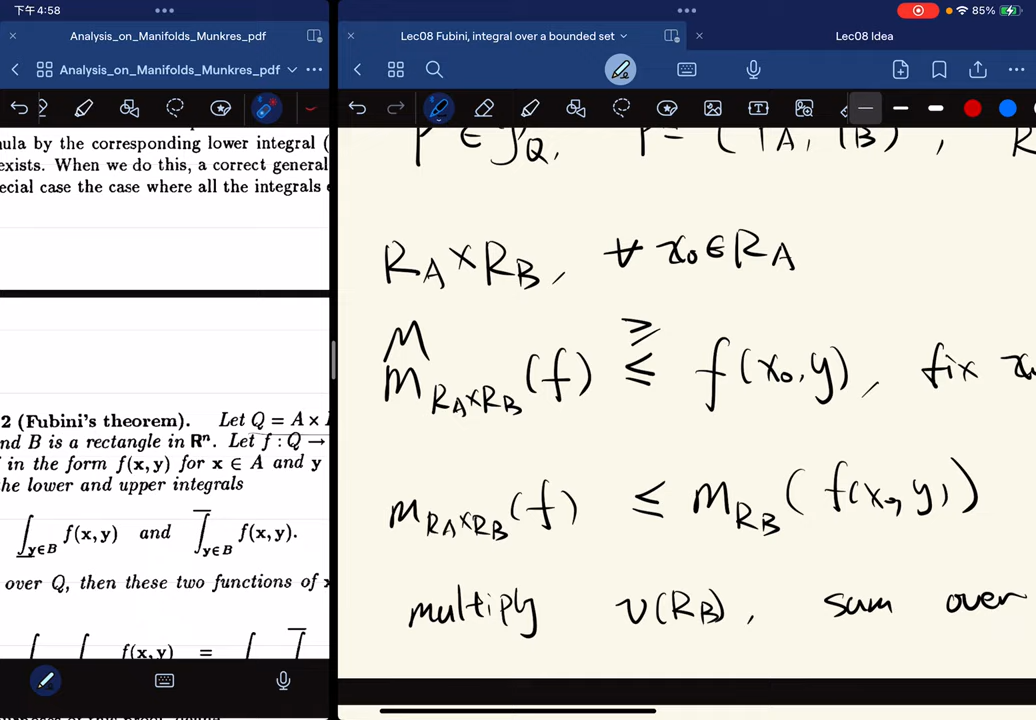 下午4:58
85%
Analysis_on_Manifolds_Munkres_pdf
Analysis_on_Manifolds_Munkres_pdf
ula by the corresponding lower integral (
exists. When we do this, a correct general
ecial case the case where all the integrals
2 (Fubini's theorem). Let Q = A ×
nd B is a rectangle in Rⁿ. Let f : Q →
f in the form f(x, y) for x ∈ A and y
the lower and upper integrals
∫_{y∈B} f(x, y) and ∫_{y∈B} f(x, y).
over Q, then these two functions of x
∫ ∫ f(x, y) = ∫ ∫
Lec08 Fubini, integral over a bounded set
Lec08 Idea
R_A × R_B, ∀ x₀ ∈ R_A
M ≥
m_{R_A×R_B}(f) ≤ f(x₀, y), fix
m_{R_A×R_B}(f) ≤ m_{R_B}(f(x₀, y))
multiply v(R_B), sum over